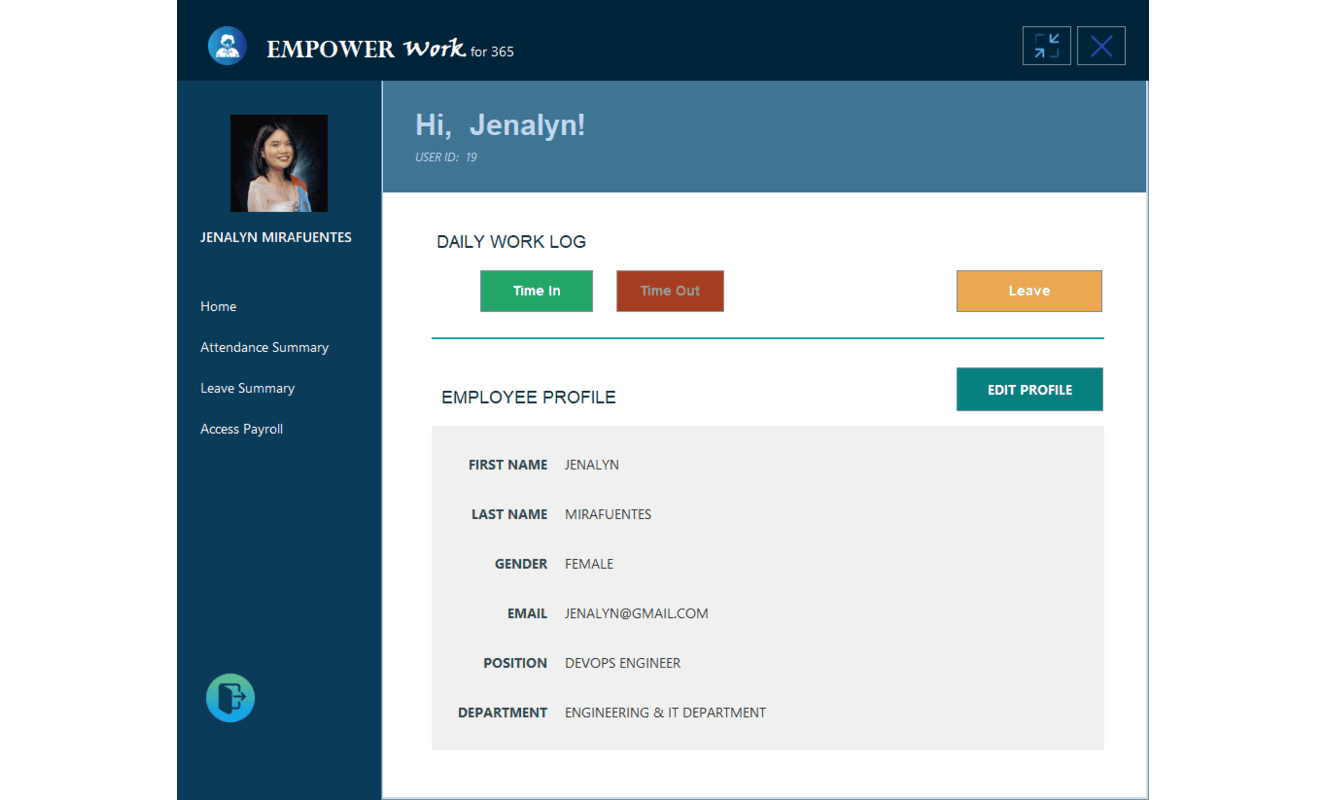 EMPOWER Work for 365
Hi, Jenalyn!
USER ID: 19
JENALYN MIRAFUENTES
Home
Attendance Summary
Leave Summary
Access Payroll
DAILY WORK LOG
Time In
Time Out
Leave
EMPLOYEE PROFILE
EDIT PROFILE
FIRST NAME JENALYN
LAST NAME MIRAFUENTES
GENDER FEMALE
EMAIL JENALYN@GMAIL.COM
POSITION DEVOPS ENGINEER
DEPARTMENT ENGINEERING & IT DEPARTMENT